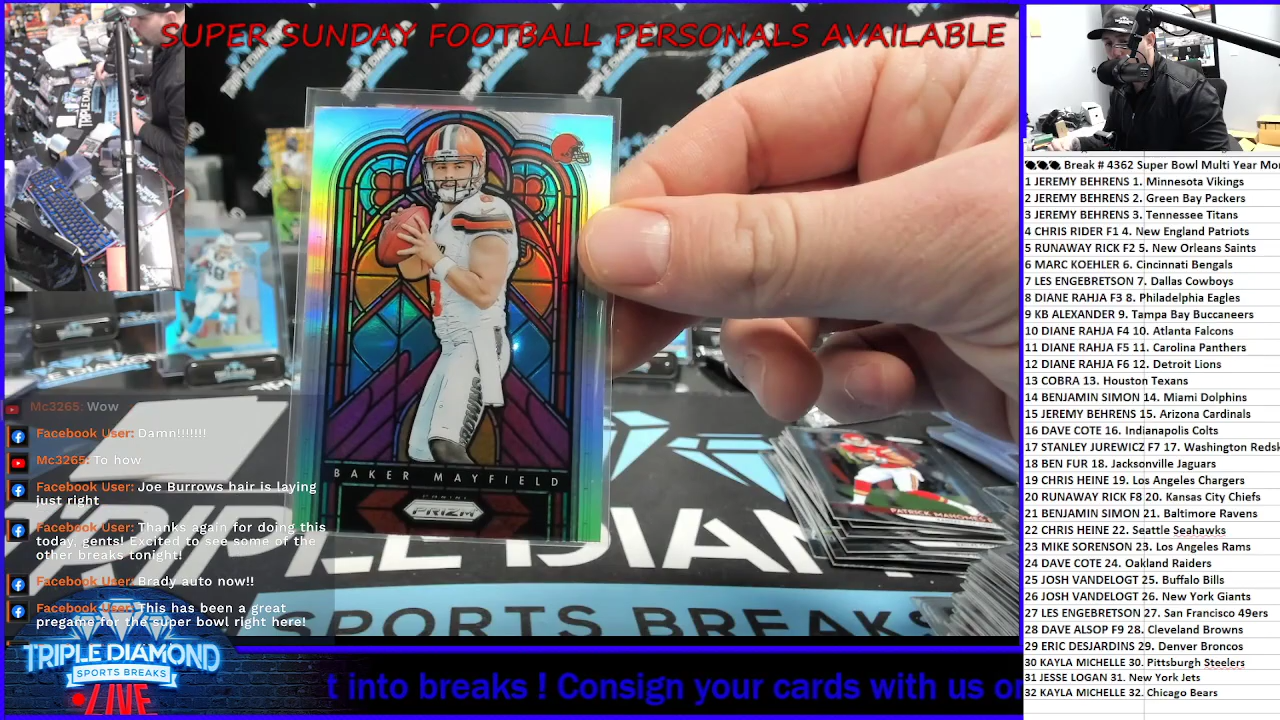 SUPER SUNDAY FOOTBALL PERSONALS AVAILABLE
BAKER MAYFIELD
PANINI
PRIZM
PATRICK MAHOMES
TRIPLE DIAMOND
SPORTS BREAKS
Mc3265: Wow
Facebook User: Damn!!!!!!!
Mc3265: To how
Facebook User: Joe Burrows hair is laying
just right
Facebook User: Thanks again for doing this
today, gents! Excited to see some of the
other breaks tonight!
Facebook User: Brady auto now!!
Facebook User: This has been a great
pregame for the super bowl right here!
TRIPLE DIAMOND
SPORTS BREAKS
LIVE
t into breaks ! Consign your cards with us or
Break # 4362 Super Bowl Multi Year Mo
1 JEREMY BEHRENS 1. Minnesota Vikings
2 JEREMY BEHRENS 2. Green Bay Packers
3 JEREMY BEHRENS 3. Tennessee Titans
4 CHRIS RIDER F1 4. New England Patriots
5 RUNAWAY RICK F2 5. New Orleans Saints
6 MARC KOEHLER 6. Cincinnati Bengals
7 LES ENGEBRETSON 7. Dallas Cowboys
8 DIANE RAHJA F3 8. Philadelphia Eagles
9 KB ALEXANDER 9. Tampa Bay Buccaneers
10 DIANE RAHJA F4 10. Atlanta Falcons
11 DIANE RAHJA F5 11. Carolina Panthers
12 DIANE RAHJA F6 12. Detroit Lions
13 COBRA 13. Houston Texans
14 BENJAMIN SIMON 14. Miami Dolphins
15 JEREMY BEHRENS 15. Arizona Cardinals
16 DAVE COTE 16. Indianapolis Colts
17 STANLEY JUREWICZ F7 17. Washington Redsk
18 BEN FUR 18. Jacksonville Jaguars
19 CHRIS HEINE 19. Los Angeles Chargers
20 RUNAWAY RICK 20. Kansas City Chiefs
21 BENJAMIN SIMON 21. Baltimore Ravens
22 CHRIS HEINE 22. Seattle Seahawks
23 MIKE SORENSON 23. Los Angeles Rams
24 DAVE COTE 24. Oakland Raiders
25 JOSH VANDELOGT 25. Buffalo Bills
26 JOSH VANDELOGT 26. New York Giants
27 LES ENGEBRETSON 27. San Francisco 49ers
28 DAVE ALSOP F9 28. Cleveland Browns
29 Broncos
30 30. Pittsburgh Steelers
31 31. New York Jets
32 32. Chicago Bears